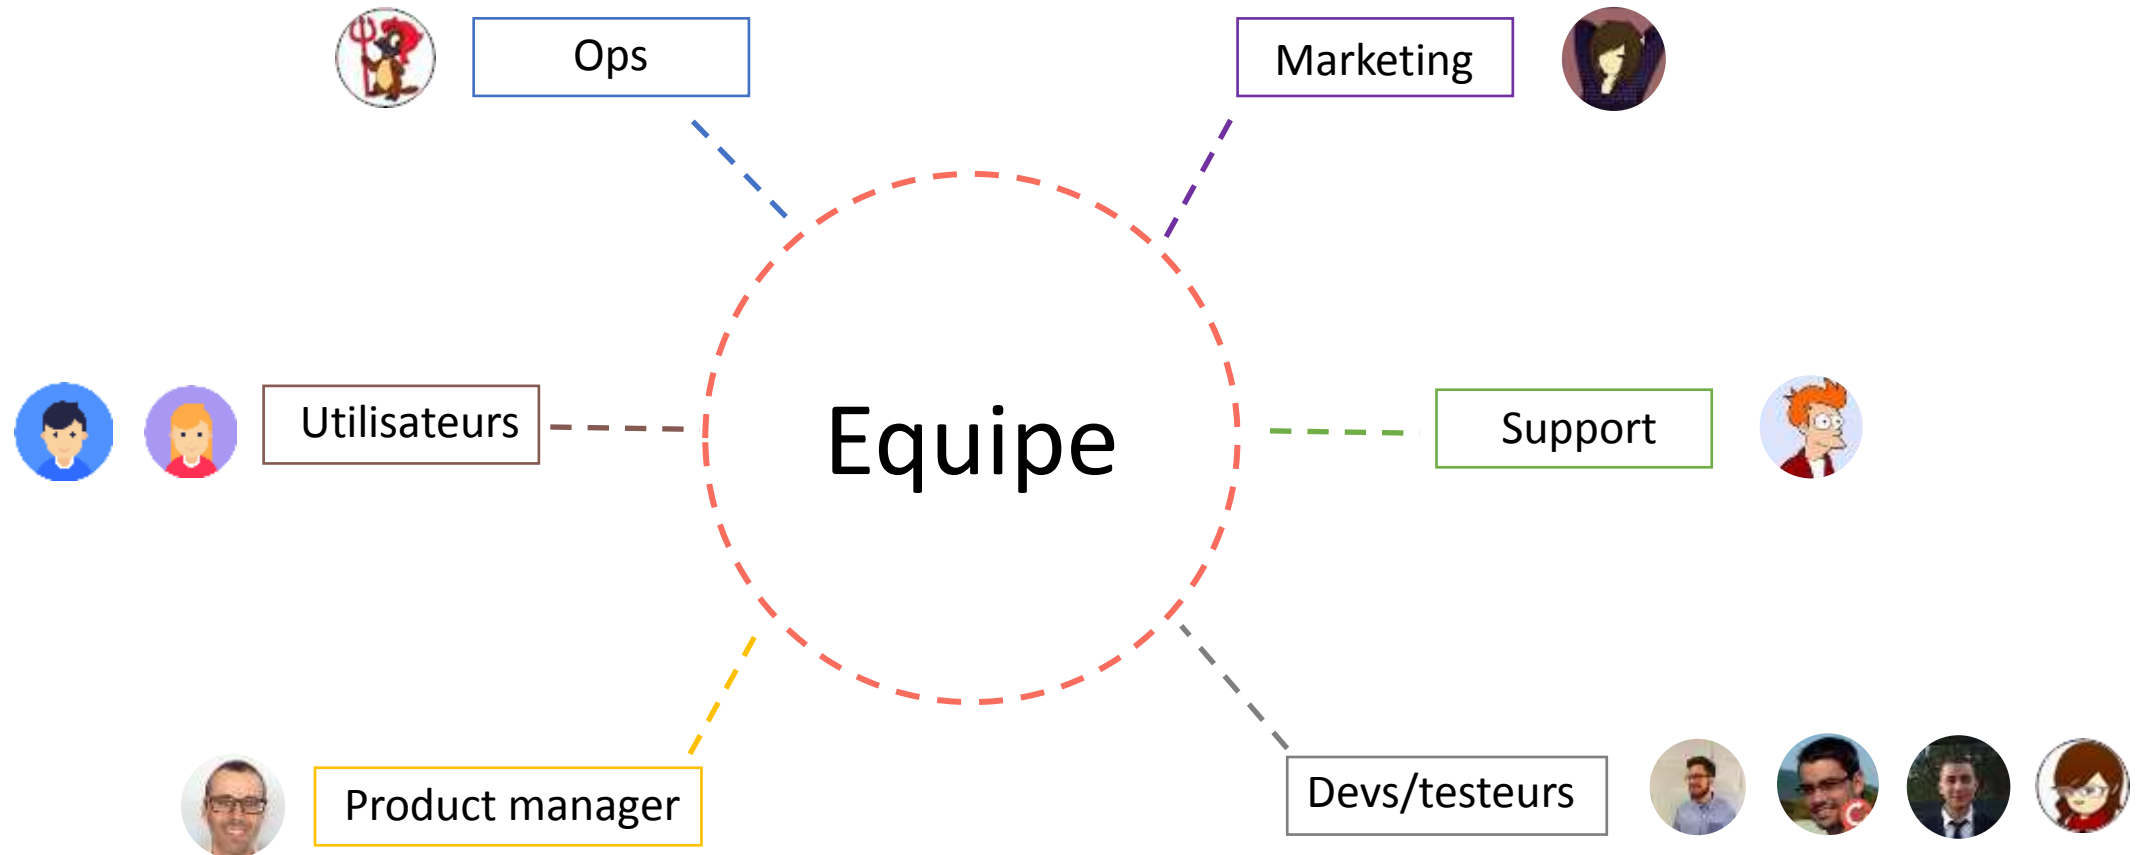 Ops
Marketing
Utilisateurs
Equipe
Support
Product manager
Devs/testeurs